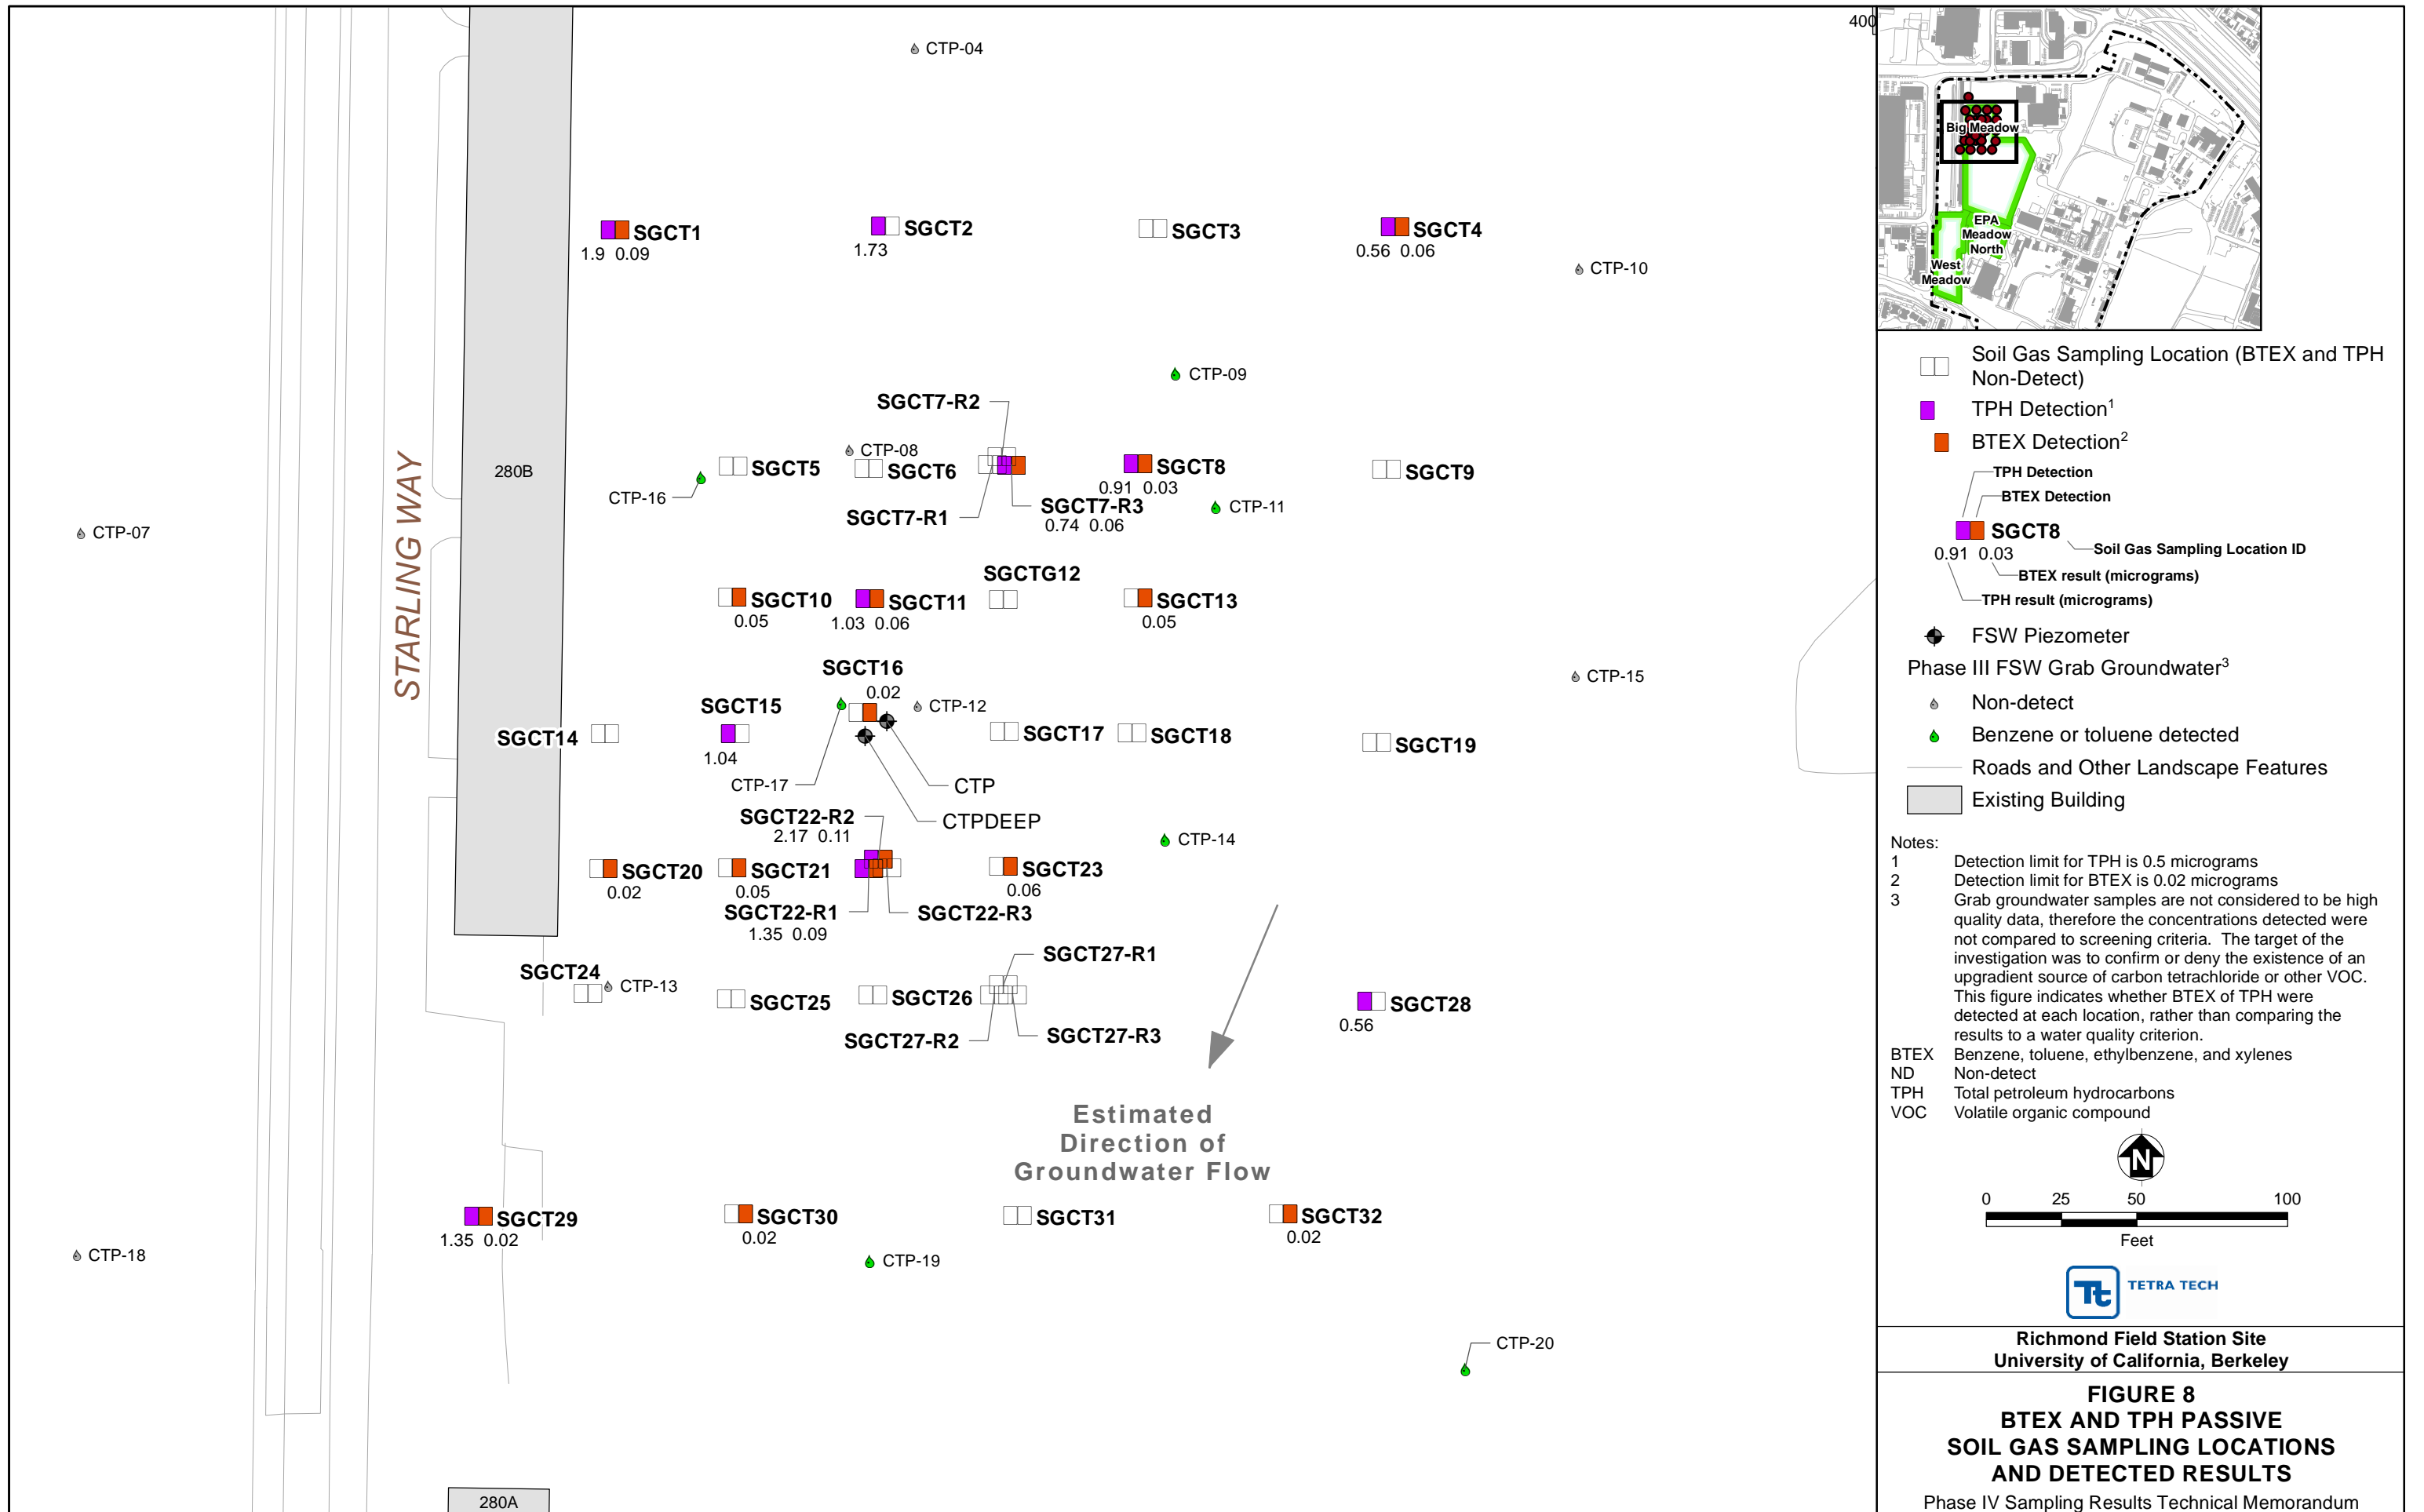 CTP-04
400
SGCT1
1.9 0.09
SGCT2
1.73
SGCT3
SGCT4
0.56 0.06
CTP-10
CTP-09
SGCT7-R2
280B
CTP-16
SGCT5
CTP-08
SGCT6
SGCT7-R1
SGCT8
0.91 0.03
SGCT7-R3
0.74 0.06
CTP-11
SGCT9
CTP-07
STARLING WAY
SGCT10
0.05
SGCT11
1.03 0.06
SGCTG12
SGCT13
0.05
SGCT16
0.02
CTP-12
CTP-15
SGCT14
SGCT15
1.04
SGCT17
SGCT18
SGCT19
CTP-17
CTP
CTPDEEP
SGCT22-R2
2.17 0.11
CTP-14
SGCT20
0.02
SGCT21
0.05
SGCT23
0.06
SGCT22-R1
1.35 0.09
SGCT22-R3
SGCT27-R1
SGCT24
CTP-13
SGCT25
SGCT26
SGCT28
0.56
SGCT27-R2
SGCT27-R3
Estimated
Direction of
Groundwater Flow
SGCT29
1.35 0.02
SGCT30
0.02
SGCT31
SGCT32
0.02
CTP-18
CTP-19
CTP-20
280A
Big Meadow
EPA
Meadow
North
West
Meadow
Soil Gas Sampling Location (BTEX and TPH
Non-Detect)
TPH Detection1
BTEX Detection2
TPH Detection
BTEX Detection
SGCT8
0.91 0.03
Soil Gas Sampling Location ID
BTEX result (micrograms)
TPH result (micrograms)
FSW Piezometer
Phase III FSW Grab Groundwater3
Non-detect
Benzene or toluene detected
Roads and Other Landscape Features
Existing Building
Notes:
1 Detection limit for TPH is 0.5 micrograms
2 Detection limit for BTEX is 0.02 micrograms
3 Grab groundwater samples are not considered to be high
quality data, therefore the concentrations detected were
not compared to screening criteria. The target of the
investigation was to confirm or deny the existence of an
upgradient source of carbon tetrachloride or other VOC.
This figure indicates whether BTEX of TPH were
detected at each location, rather than comparing the
results to a water quality criterion.
BTEX Benzene, toluene, ethylbenzene, and xylenes
ND Non-detect
TPH Total petroleum hydrocarbons
VOC Volatile organic compound
N
0 25 50 100
Feet
Tt TETRA TECH
Richmond Field Station Site
University of California, Berkeley
FIGURE 8
BTEX AND TPH PASSIVE
SOIL GAS SAMPLING LOCATIONS
AND DETECTED RESULTS
Phase IV Sampling Results Technical Memorandum